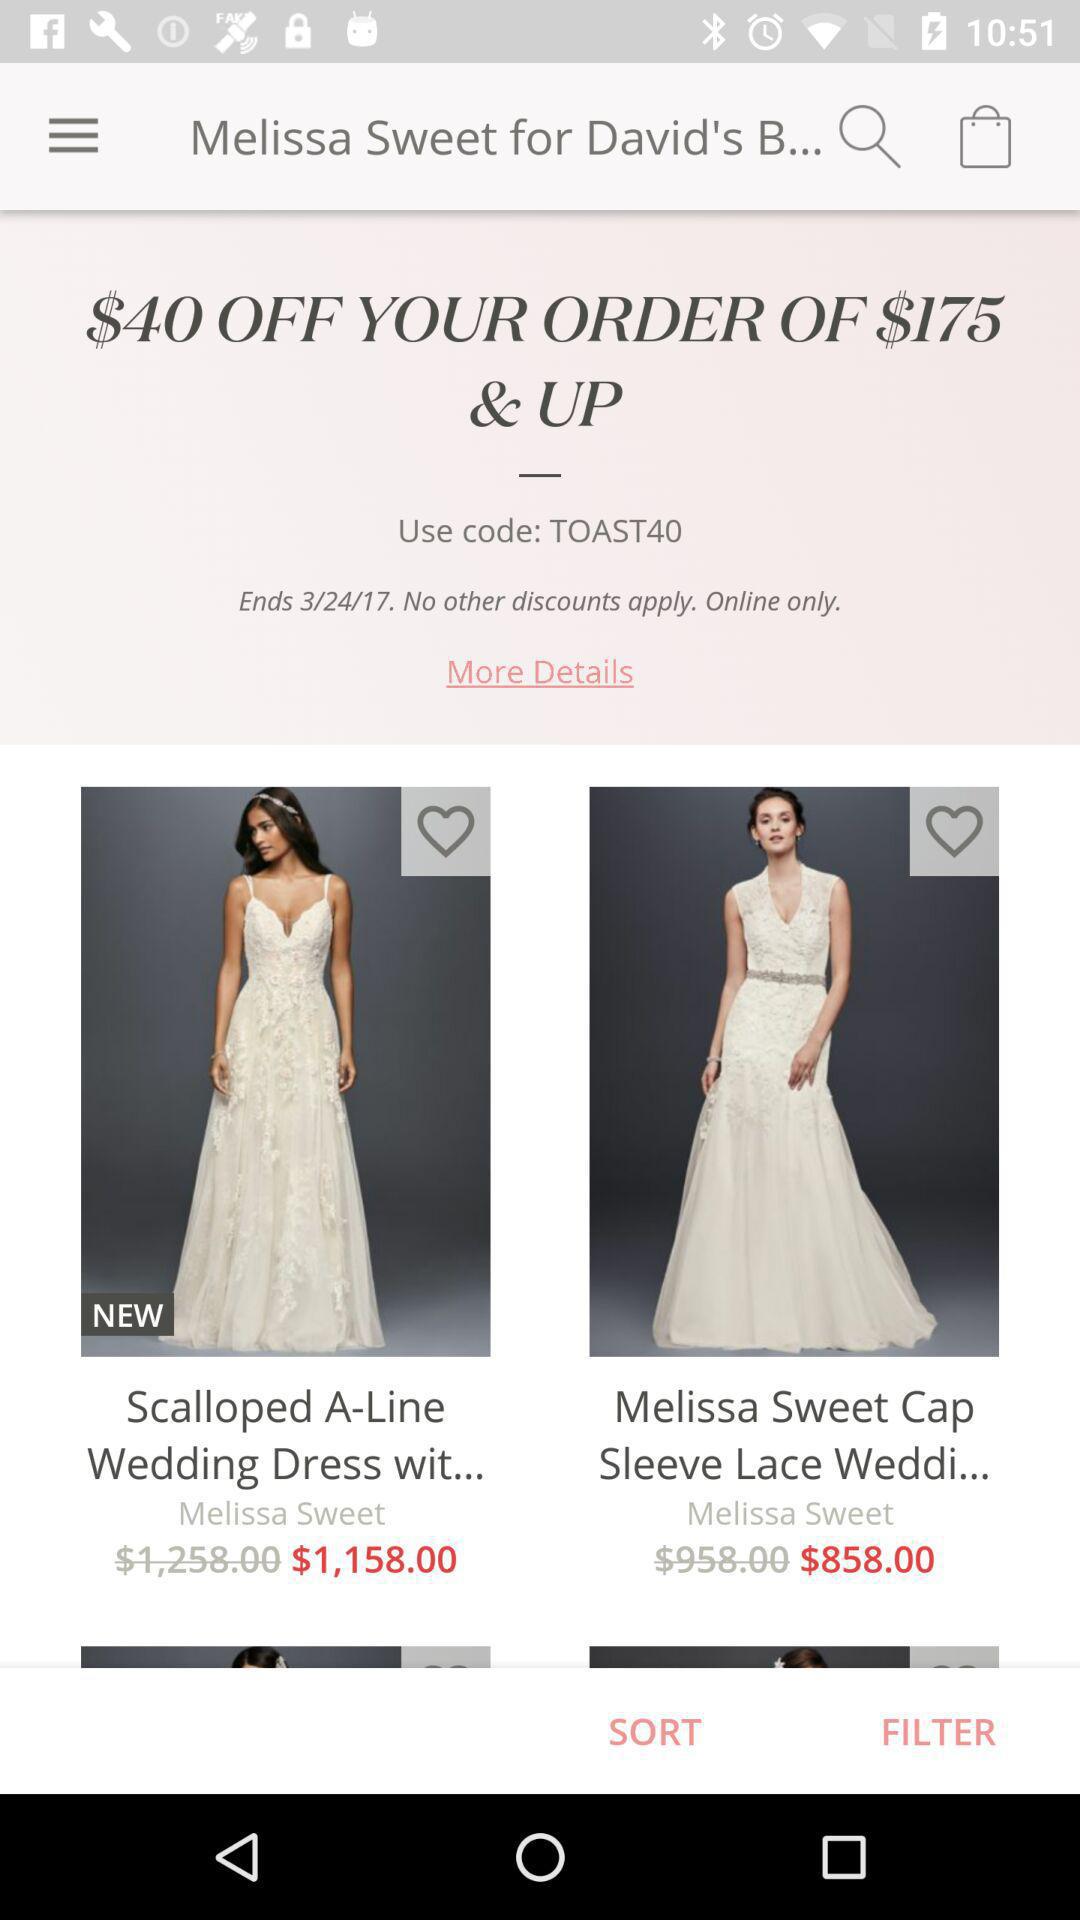 FAKE
10:51
Melissa Sweet for David's B...
$40 OFF YOUR ORDER OF $175
& UP
Use code: TOAST40
Ends 3/24/17. No other discounts apply. Online only.
More Details
NEW
Scalloped A-Line
Wedding Dress wit...
Melissa Sweet
$1,258.00 $1,158.00
Melissa Sweet Cap
Sleeve Lace Weddi...
Melissa Sweet
$958.00 $858.00
SORT
FILTER